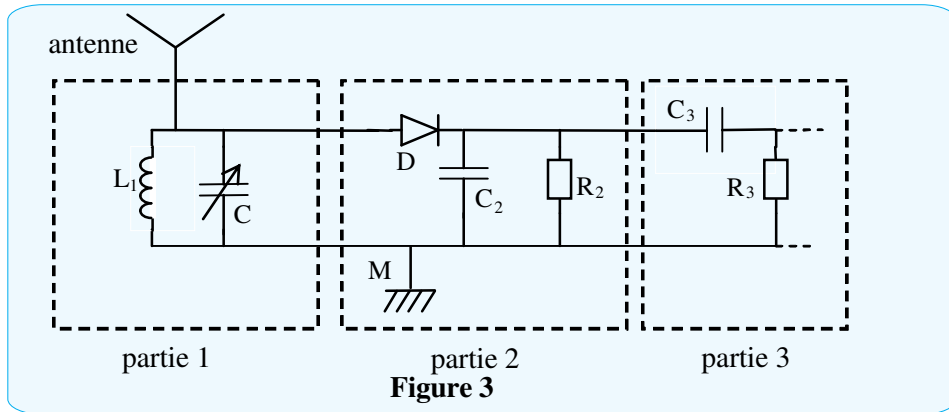 antenne
C₃
L₁
C
D
C₂
R₂
R₃
M
partie 1
partie 2
partie 3
Figure 3